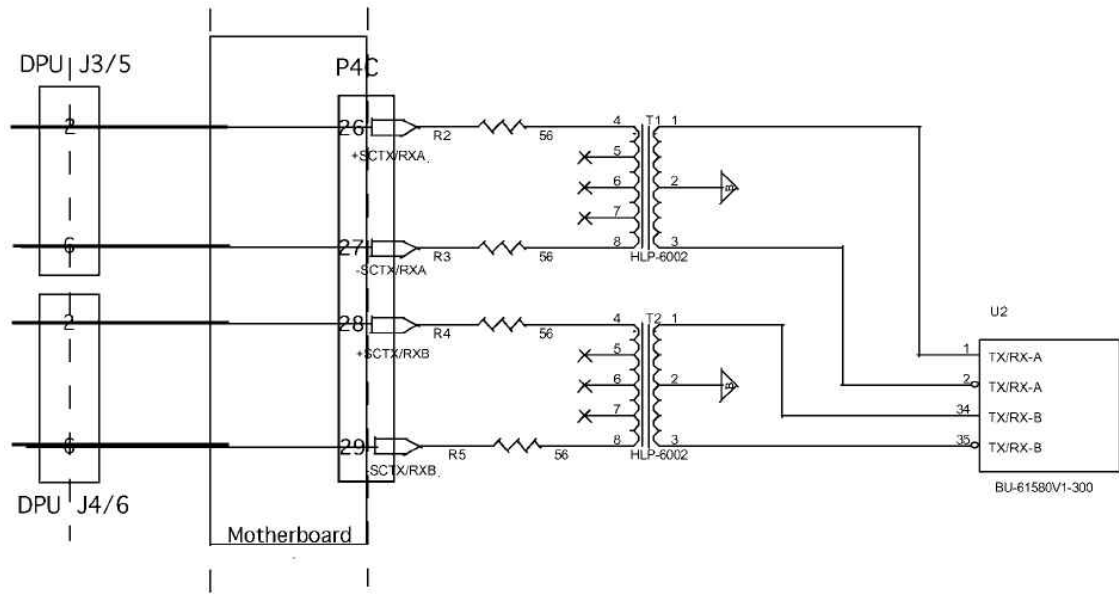 DPU J3/5
P4C
2
26
+SCTX/RXA
R2
56
4
T1
1
5
6
2
B
7
6
27
-SCTX/RXA
R3
56
8
3
HLP-6002
2
28
+SCTX/RXB
R4
56
4
T2
1
5
6
2
B
7
6
29
-SCTX/RXB
R5
56
8
3
HLP-6002
U2
1
TX/RX-A
2
TX/RX-A
34
TX/RX-B
35
TX/RX-B
BU-61580V1-300
DPU J4/6
Motherboard